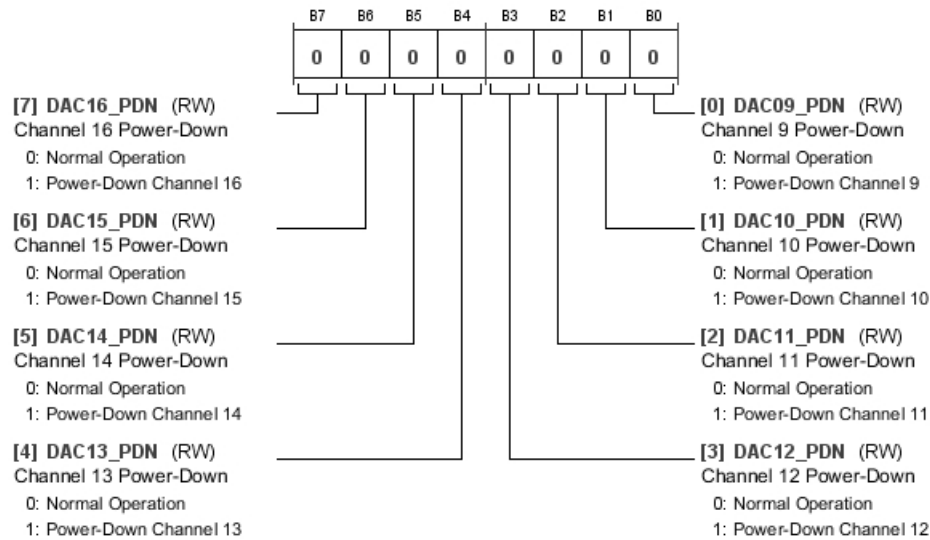 B7 B6 B5 B4 B3 B2 B1 B0
0 0 0 0 0 0 0 0
[7] DAC16_PDN (RW)
Channel 16 Power-Down
0: Normal Operation
1: Power-Down Channel 16
[6] DAC15_PDN (RW)
Channel 15 Power-Down
0: Normal Operation
1: Power-Down Channel 15
[5] DAC14_PDN (RW)
Channel 14 Power-Down
0: Normal Operation
1: Power-Down Channel 14
[4] DAC13_PDN (RW)
Channel 13 Power-Down
0: Normal Operation
1: Power-Down Channel 13
[0] DAC09_PDN (RW)
Channel 9 Power-Down
0: Normal Operation
1: Power-Down Channel 9
[1] DAC10_PDN (RW)
Channel 10 Power-Down
0: Normal Operation
1: Power-Down Channel 10
[2] DAC11_PDN (RW)
Channel 11 Power-Down
0: Normal Operation
1: Power-Down Channel 11
[3] DAC12_PDN (RW)
Channel 12 Power-Down
0: Normal Operation
1: Power-Down Channel 12